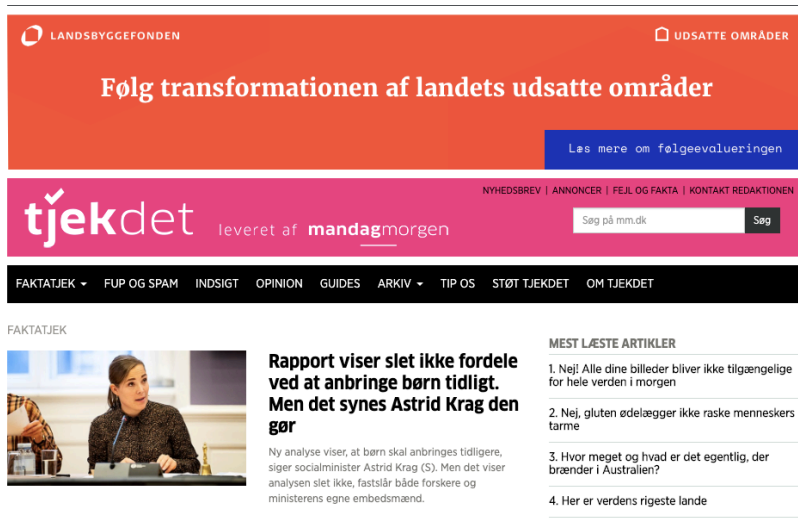 LANDSBYGGEFONDEN
UDSATTE OMRÅDER
Følg transformationen af landets udsatte områder
Læs mere om følgeevalueringen
NYHEDSBREV | ANNONCER | FEJL OG FAKTA | KONTAKT REDAKTIONEN
tjekdet leveret af mandagmorgen
Søg på mm.dk
Søg
FAKTATJEK FUP OG SPAM INDSIGT OPINION GUIDES ARKIV TIP OS STØT TJEKDET OM TJEKDET
FAKTATJEK
Rapport viser slet ikke fordele
ved at anbringe børn tidligt.
Men det synes Astrid Krag den
gør
Ny analyse viser, at børn skal anbringes tidligere,
siger socialminister Astrid Krag (S). Men det viser
analysen slet ikke, fastslår både forskere og
ministerens egne embedsmænd.
MEST LÆSTE ARTIKLER
1. Nej! Alle dine billeder bliver ikke tilgængelige
for hele verden i morgen
2. Nej, gluten ødelægger ikke raske menneskers
tarme
3. Hvor meget og hvad er det egentlig, der
brænder i Australien?
4. Her er verdens rigeste lande